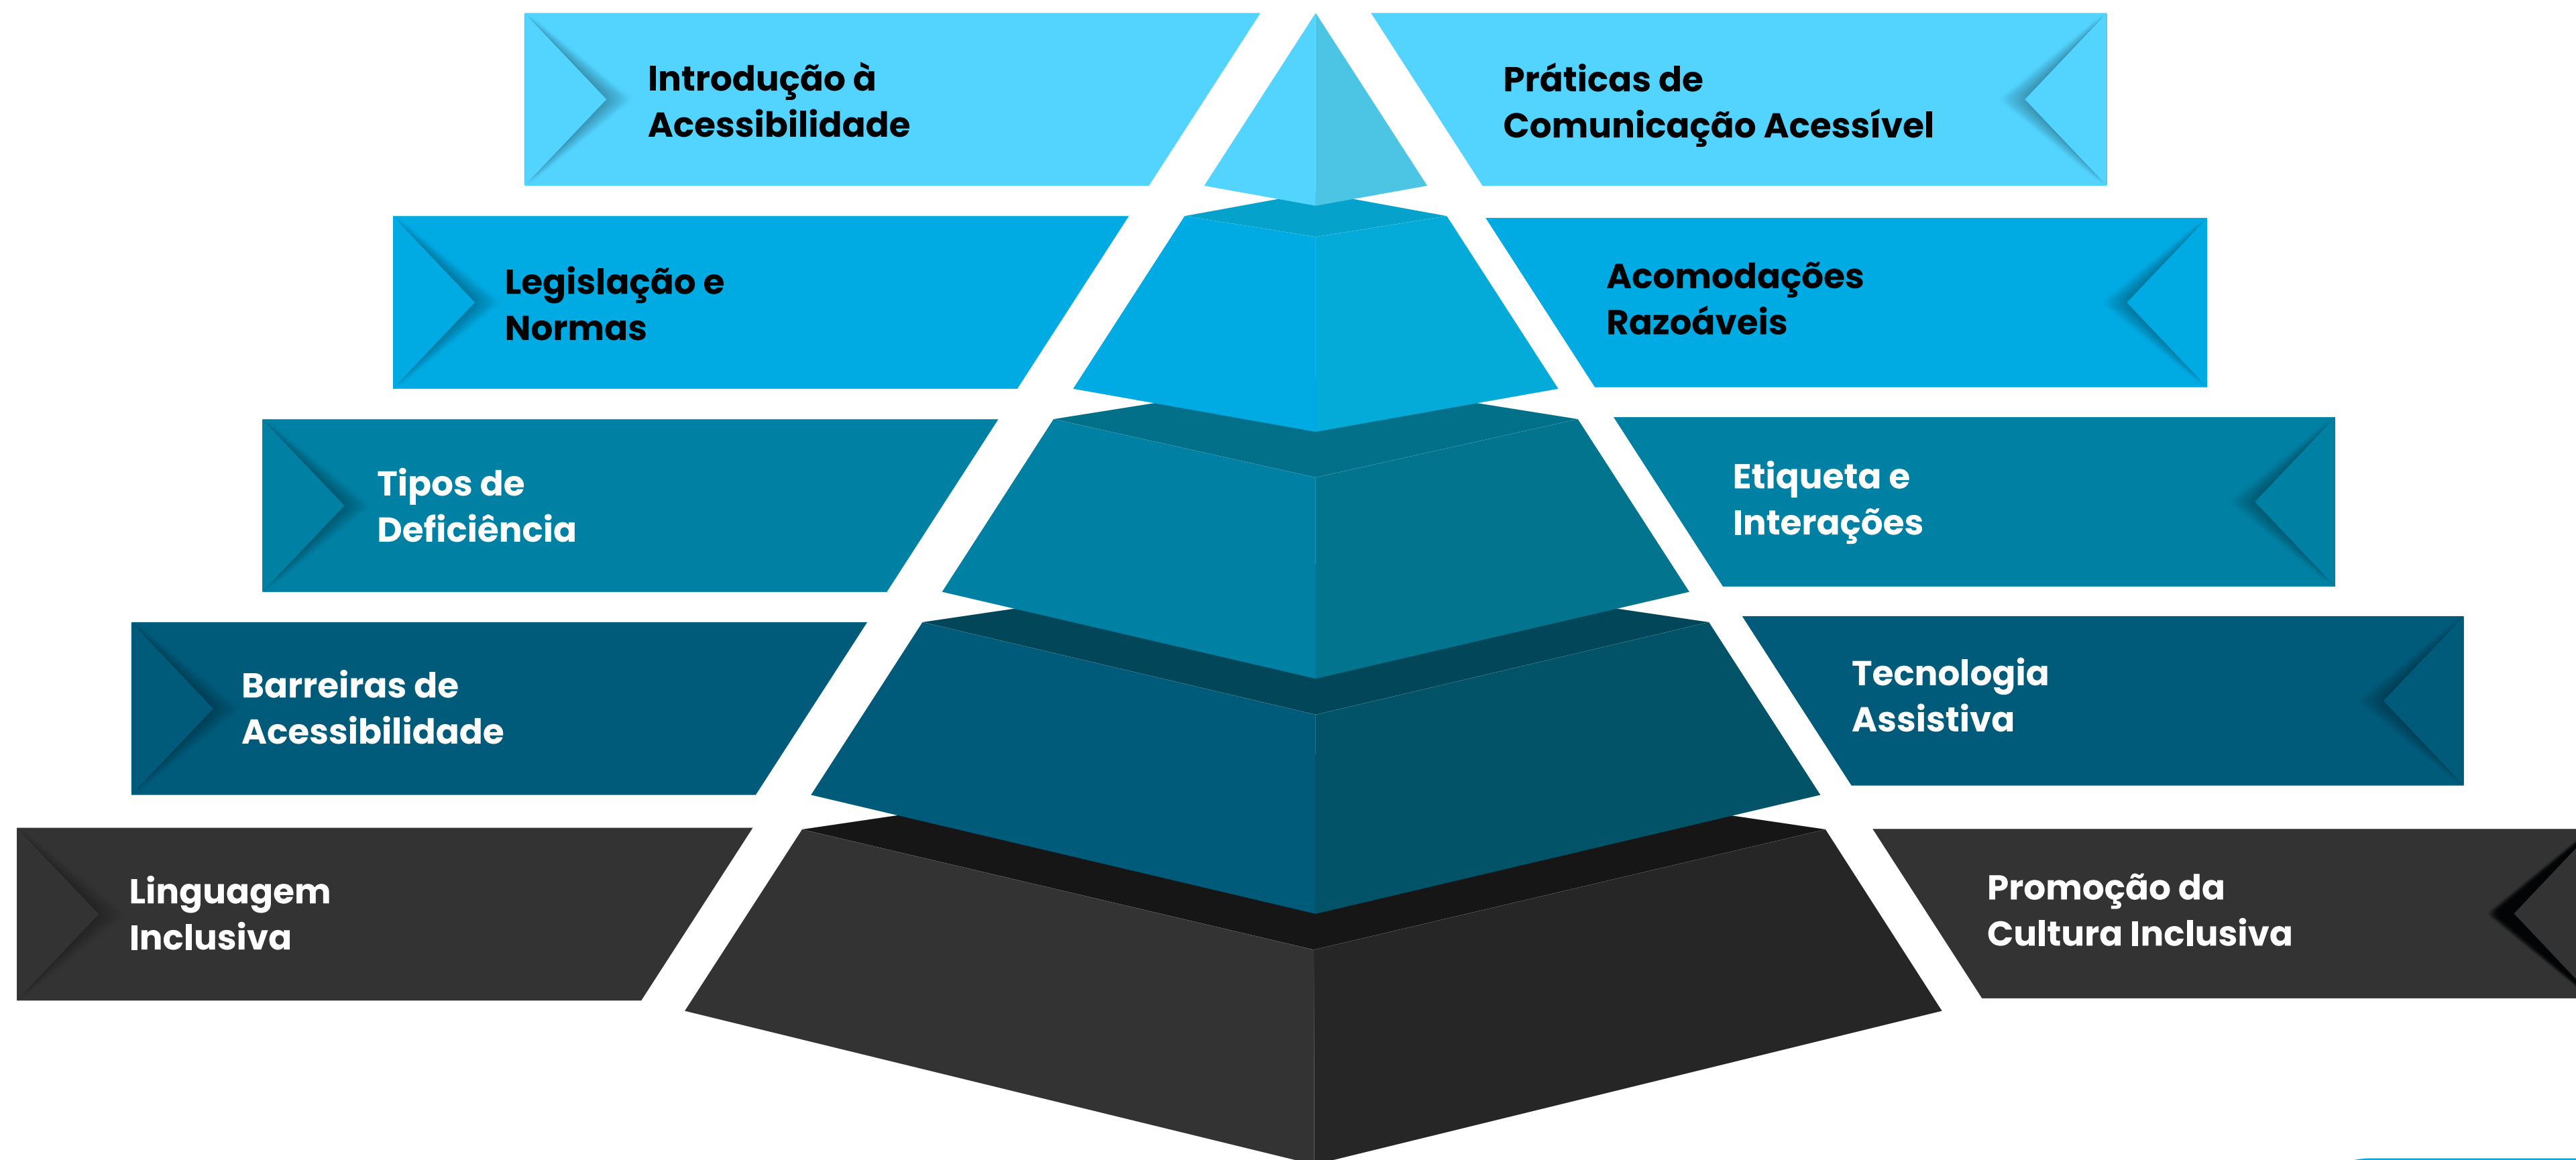 Introdução à
Acessibilidade
Práticas de
Comunicação Acessível
Legislação e
Normas
Acomodações
Razoáveis
Tipos de
Deficiência
Etiqueta e
Interações
Barreiras de
Acessibilidade
Tecnologia
Assistiva
Linguagem
Inclusiva
Promoção da
Cultura Inclusiva